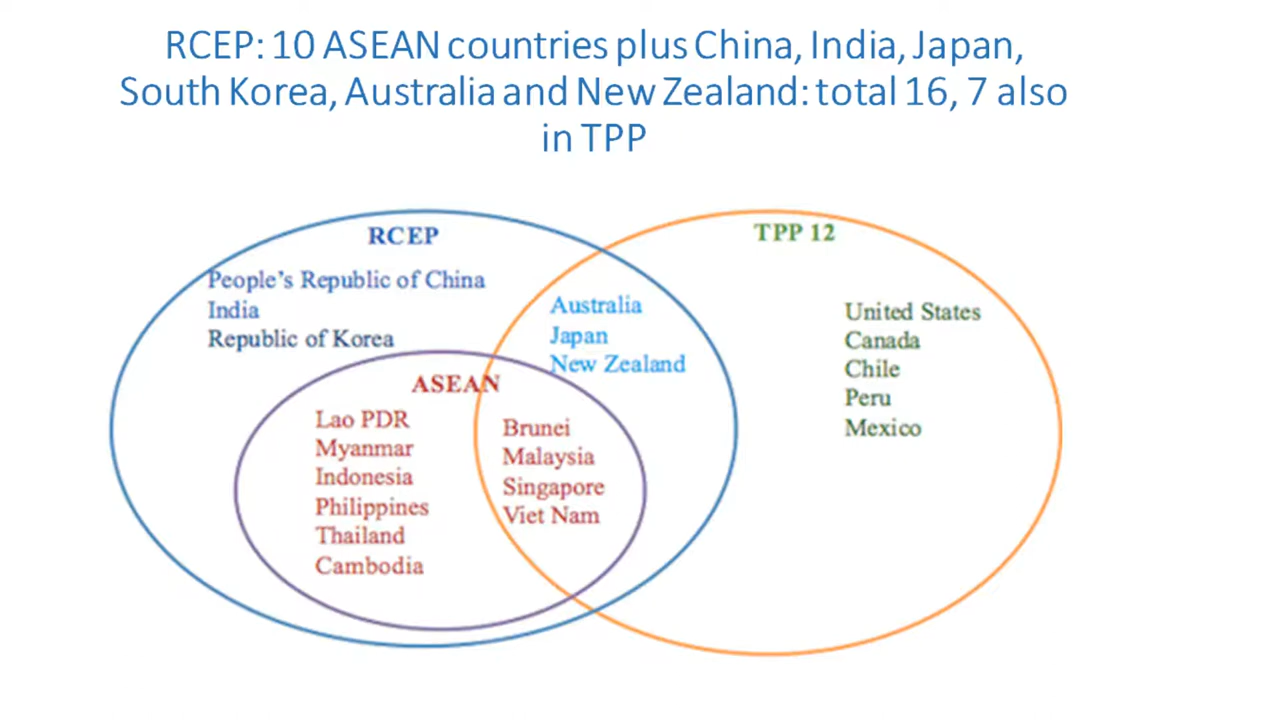 RCEP: 10 ASEAN countries plus China, India, Japan,
South Korea, Australia and New Zealand: total 16, 7 also
in TPP
RCEP
People's Republic of China
India
Republic of Korea
TPP 12
Australia
Japan
New Zealand
United States
Canada
Chile
Peru
Mexico
ASEAN
Lao PDR
Myanmar
Indonesia
Philippines
Thailand
Cambodia
Brunei
Malaysia
Singapore
Viet Nam